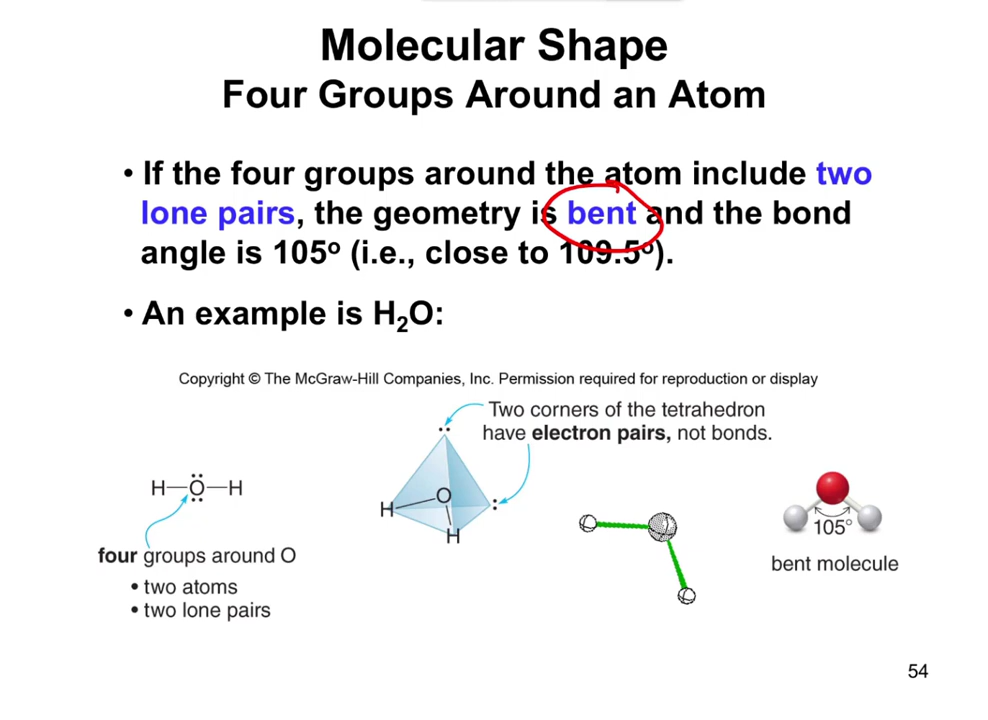 Molecular Shape
Four Groups Around an Atom
• If the four groups around the atom include two
lone pairs, the geometry is bent and the bond
angle is 105º (i.e., close to 109.5º).
• An example is H₂O:
Copyright © The McGraw-Hill Companies, Inc. Permission required for reproduction or display
Two corners of the tetrahedron
have electron pairs, not bonds.
H—Ö—H
four groups around O
• two atoms
• two lone pairs
O
H
H
105°
bent molecule
54